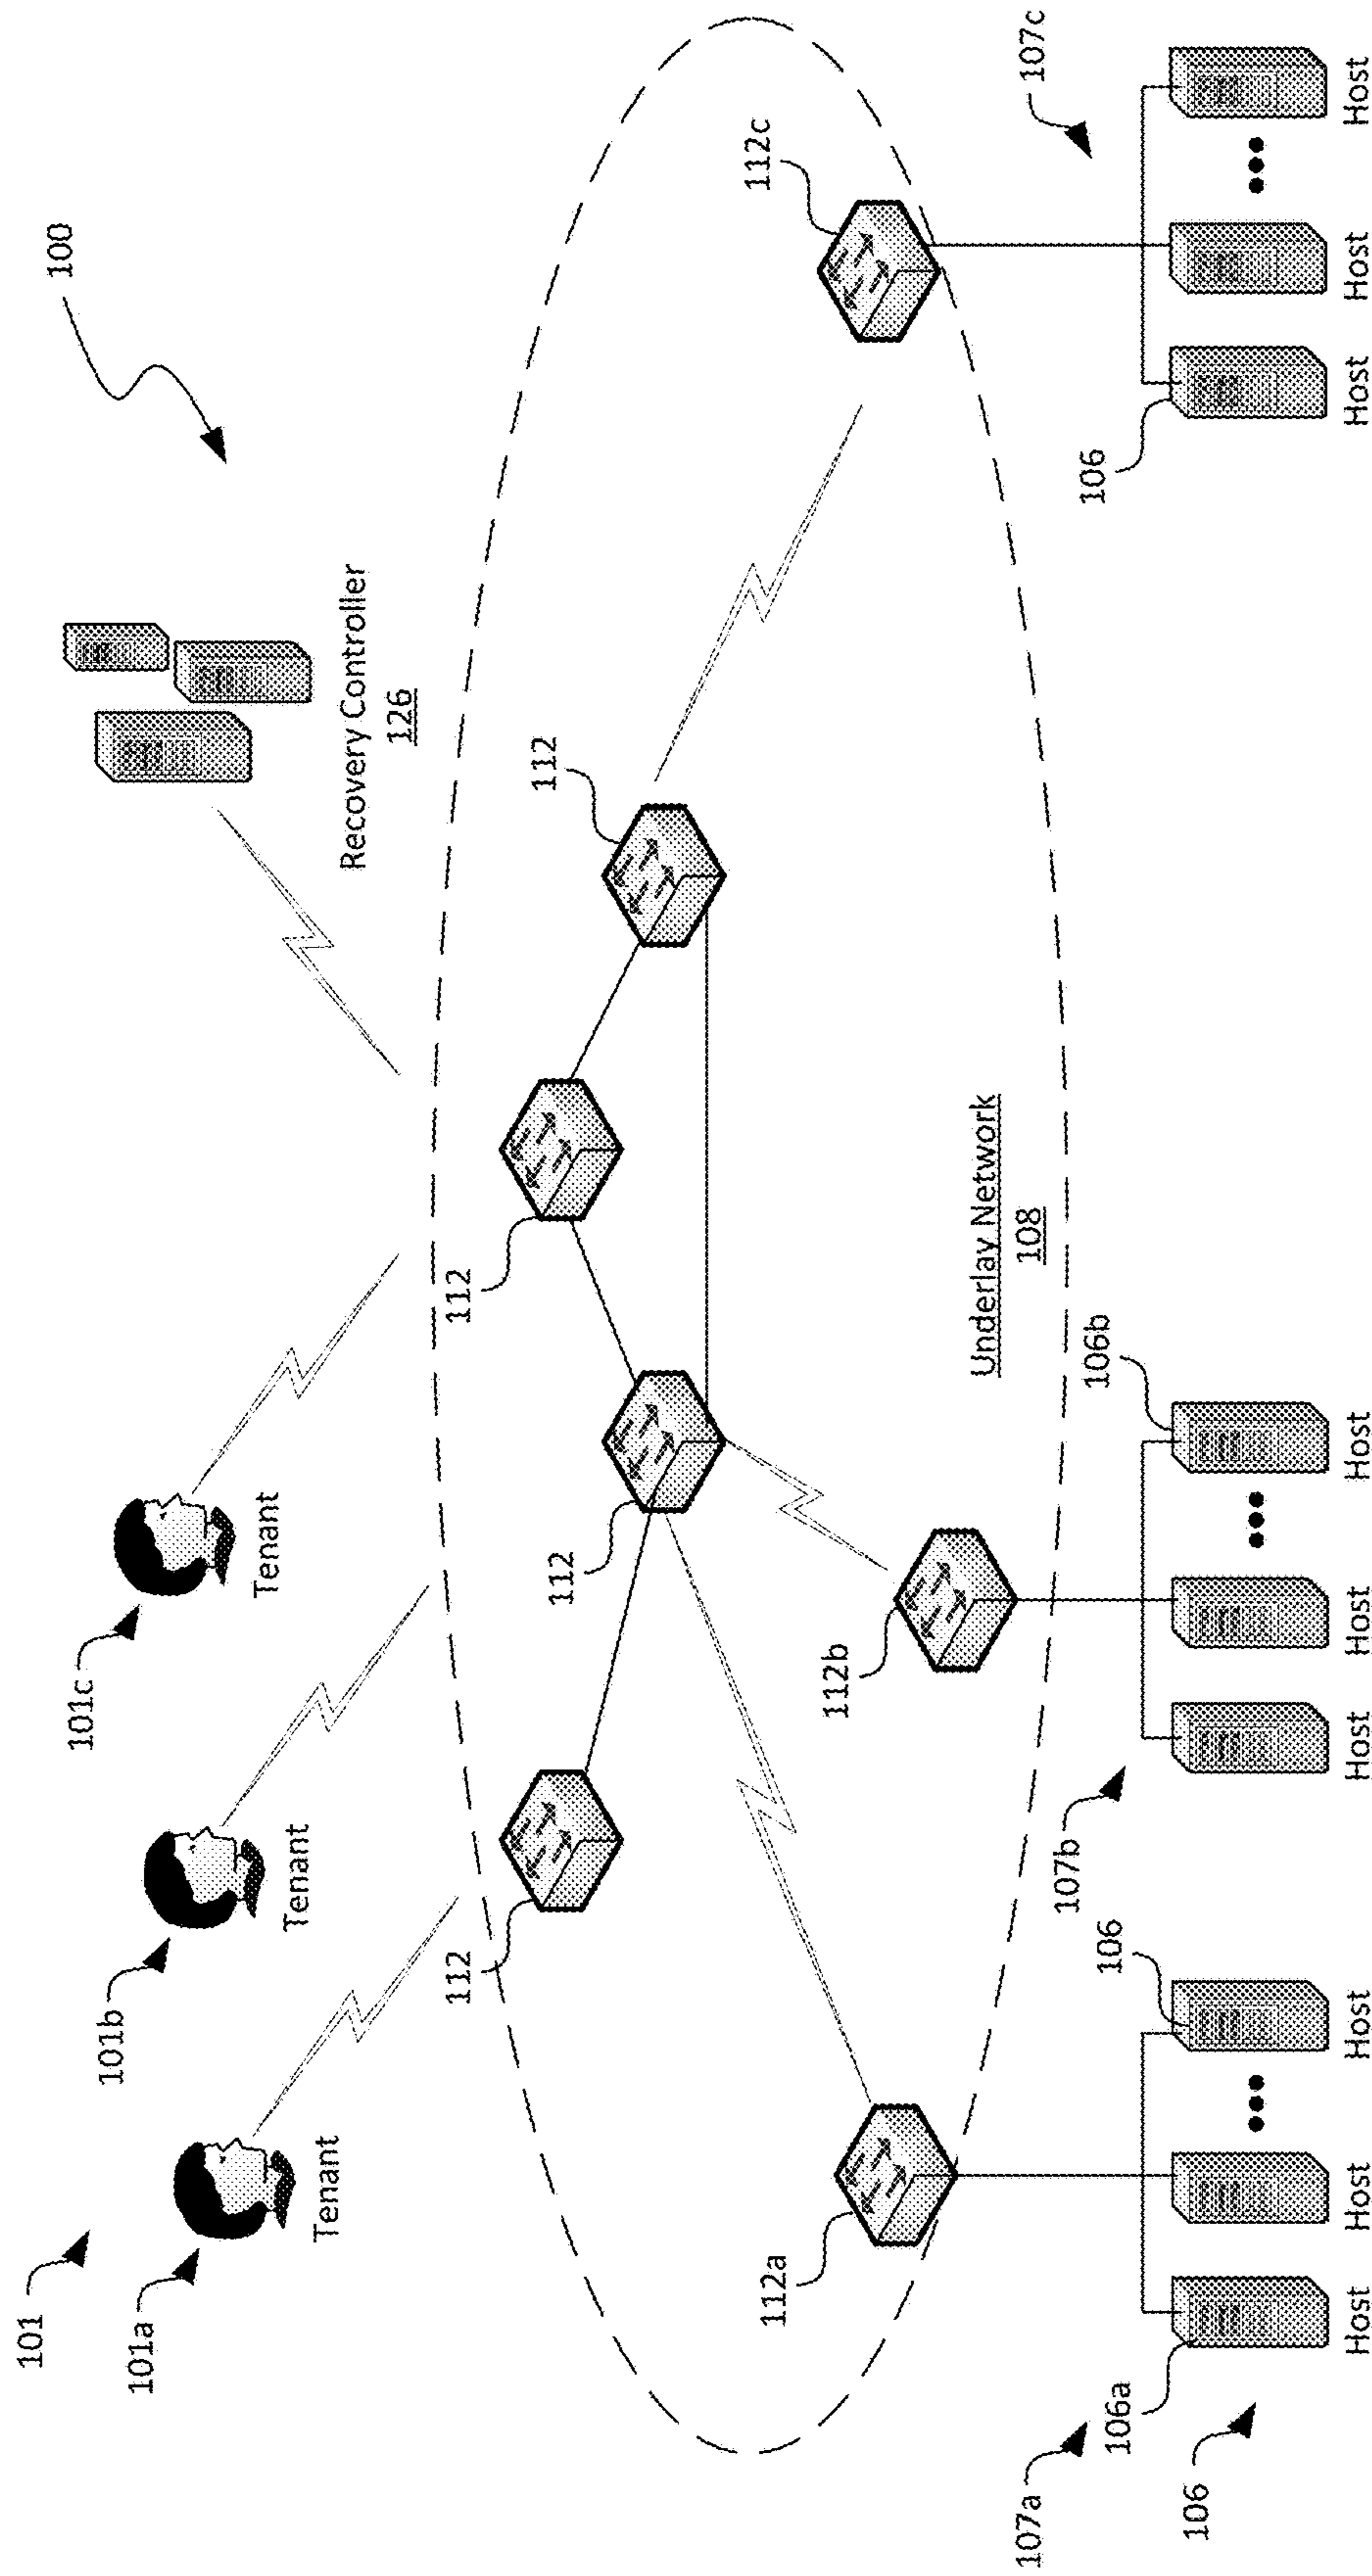 100
101
101a
Tenant
101b
Tenant
101c
Tenant
Recovery Controller
126
112
112
112
112
112a
112b
112c
Underlay Network
108
107a
106a
106
106
107b
106b
106
107c
Host
Host
Host
Host
Host
Host
Host
Host
Host